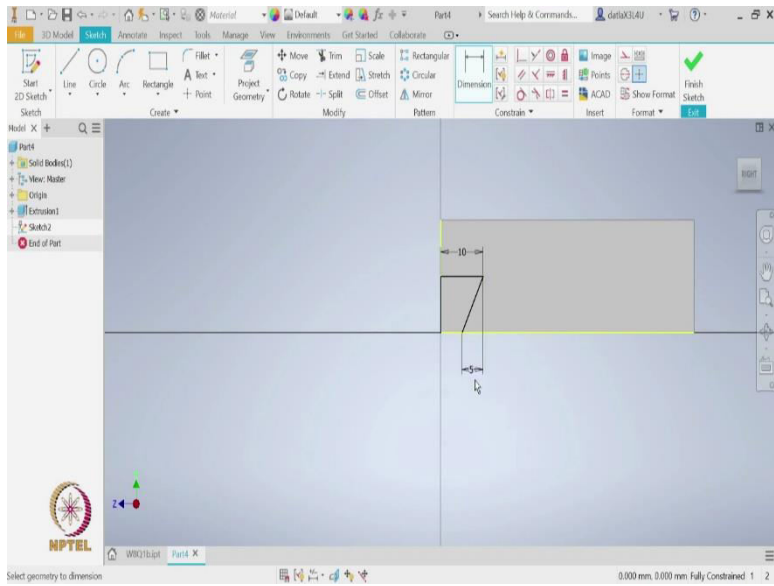 Material Default fx Part4 Search Help & Commands... datlaX3L4U
File 3D Model Sketch Annotate Inspect Tools Manage View Environments Get Started Collaborate
Start 2D Sketch Line Circle Arc Rectangle Fillet Text Point Project Geometry Move Copy Rotate Trim Extend Split Scale Stretch Offset Rectangular Circular Mirror Dimension Image Points ACAD Show Format Finish Sketch
Sketch Create Modify Pattern Constrain Insert Format Exit
Model
Part4
Solid Bodies(1)
View: Master
Origin
Extrusion1
Sketch2
End of Part
RIGHT
10
5
Z
NPTEL
W8Q1b.ipt Part4 X
Select geometry to dimension 0.000 mm, 0.000 mm Fully Constrained 1 2